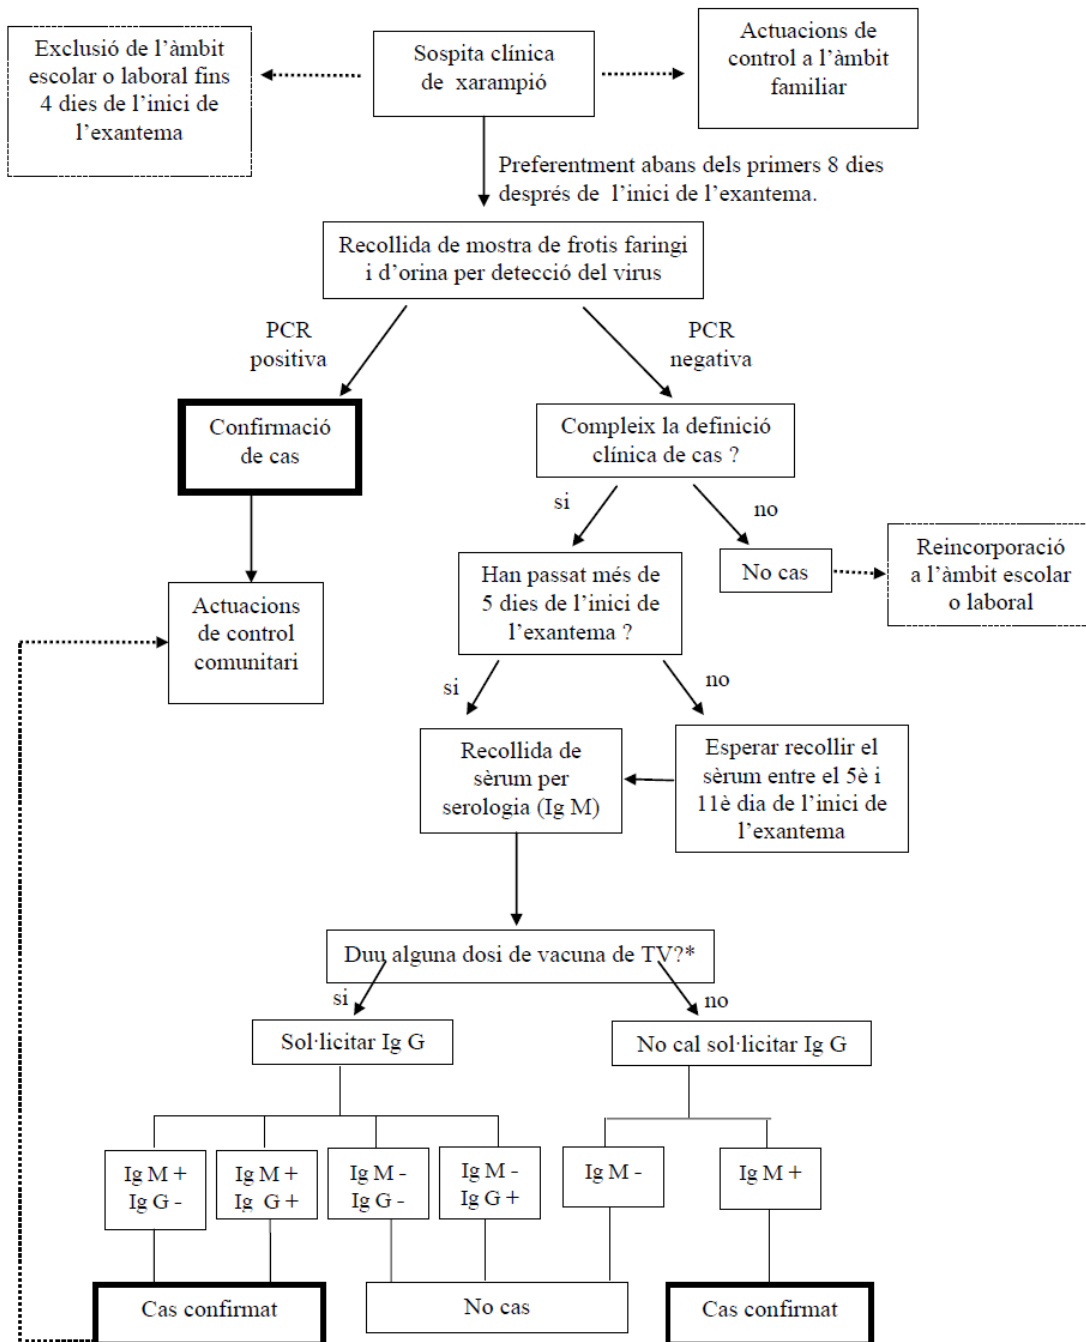 Exclusió de l’àmbit
escolar o laboral fins
4 dies de l’inici de
l’exantema
Sospita clínica
de xarampió
Actuacions de
control a l’àmbit
familiar
Preferentment abans dels primers 8 dies
després de l’inici de l’exantema.
Recollida de mostra de frotis faringi
i d’orina per detecció del virus
PCR
positiva
PCR
negativa
Confirmació
de cas
Compleix la definició
clínica de cas ?
si
no
Actuacions
de control
comunitari
Han passat més de
5 dies de l’inici de
l’exantema ?
No cas
Reincorporació
a l’àmbit escolar
o laboral
si
no
Recollida de
sèrum per
serologia (Ig M)
Esperar recollir el
sèrum entre el 5è i
11è dia de l’inici de
l’exantema
Duu alguna dosi de vacuna de TV?*
si
no
Sol·licitar Ig G
No cal sol·licitar Ig G
Ig M +
Ig G -
Ig M +
Ig G +
Ig M -
Ig G -
Ig M -
Ig G +
Ig M -
Ig M +
Cas confirmat
No cas
Cas confirmat